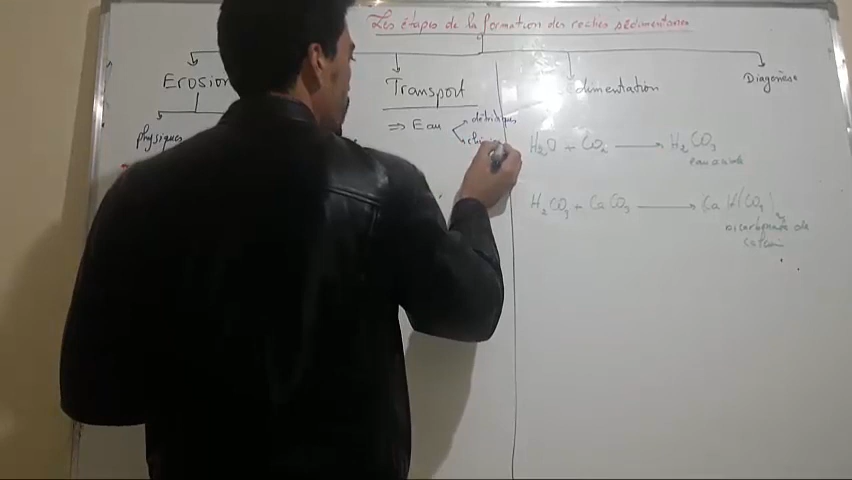 Les étapes de la formation des roches sédimentaires
Erosion
Transport
Sédimentation
Diagenèse
physiques
⇒ Eau
détritiques
H₂O + CO₂ → H₂CO₃
eau acide
H₂CO₃ + CaCO₃ → Ca H(CO₃)₂
bicarbonate de
calcium